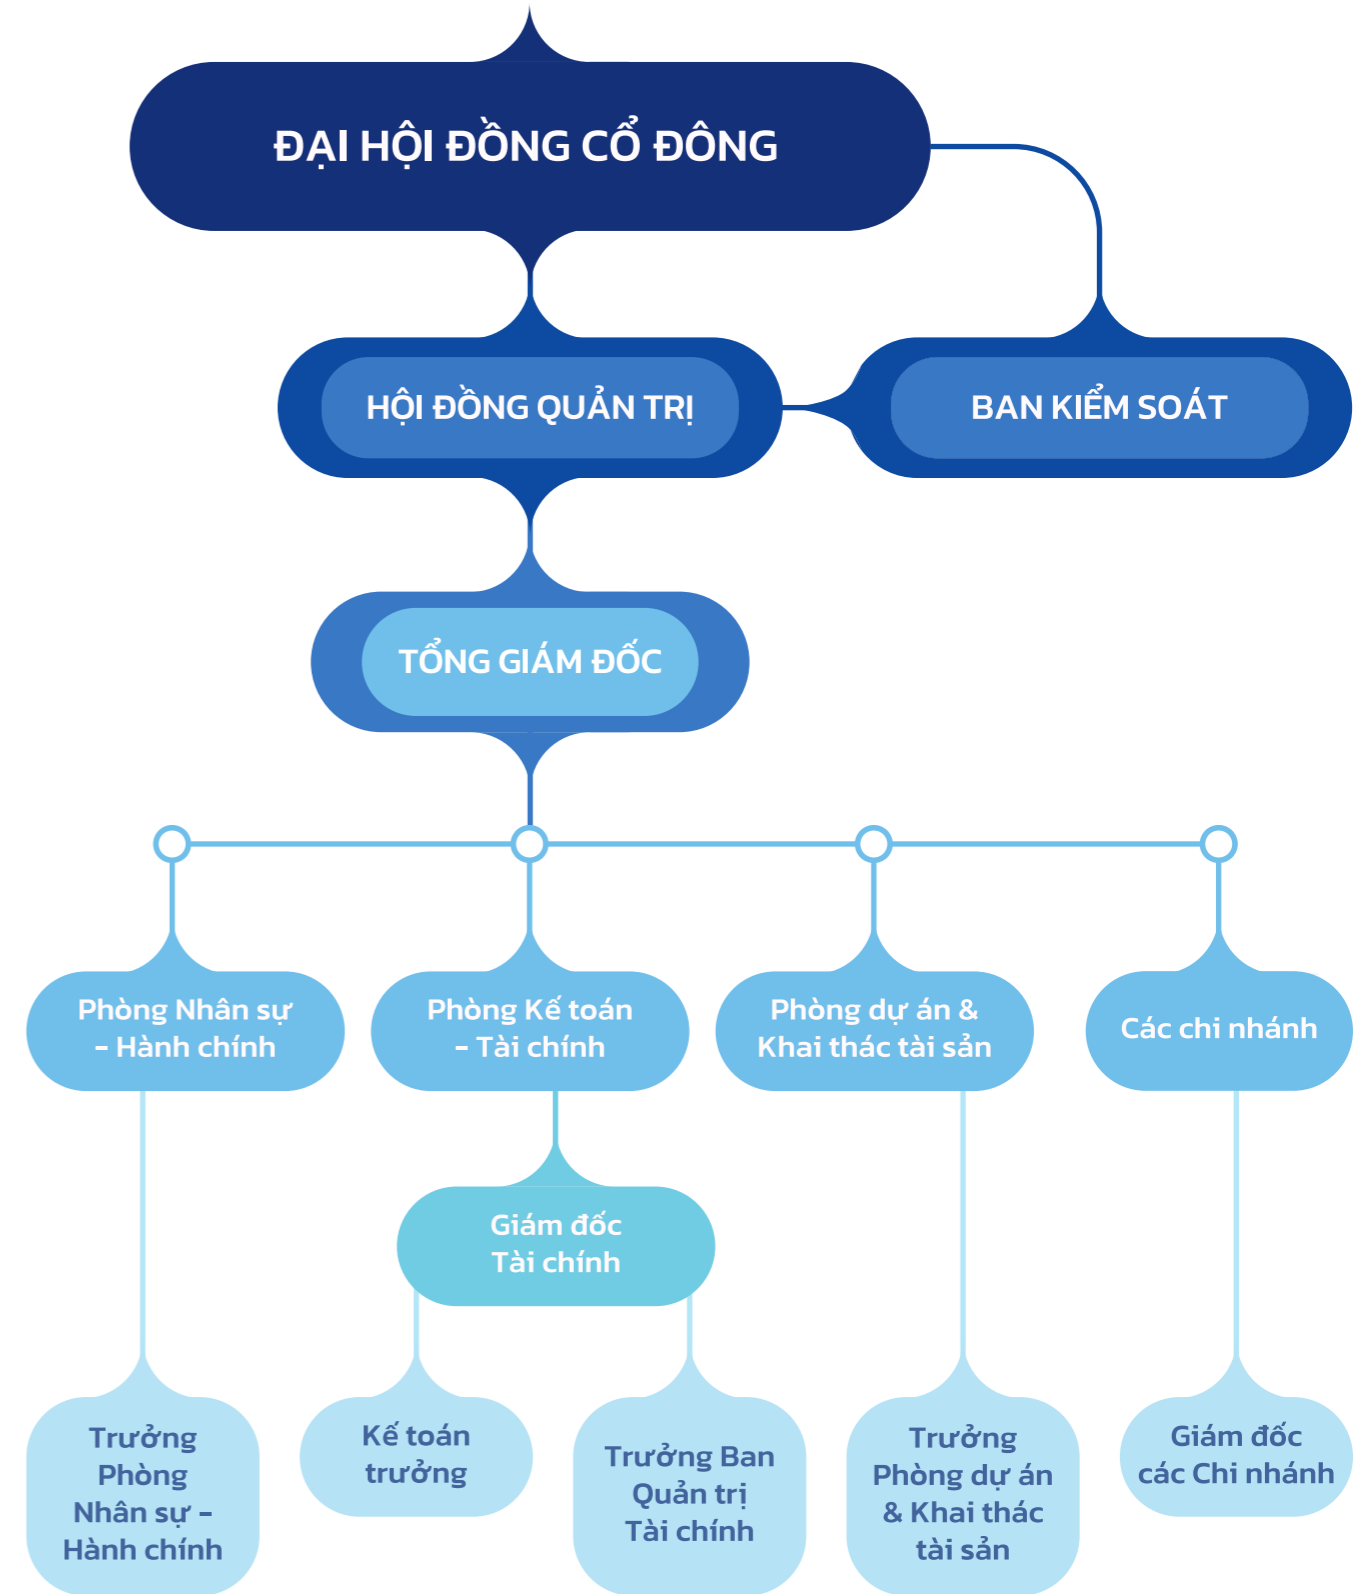 ĐẠI HỘI ĐỒNG CỔ ĐÔNG
HỘI ĐỒNG QUẢN TRỊ
BAN KIỂM SOÁT
TỔNG GIÁM ĐỐC
Phòng Nhân sự
- Hành chính
Phòng Kế toán
- Tài chính
Phòng dự án &
Khai thác tài sản
Các chi nhánh
Giám đốc
Tài chính
Trưởng
Phòng
Nhân sự -
Hành chính
Kế toán
trưởng
Trưởng Ban
Quản trị
Tài chính
Trưởng
Phòng dự án
& Khai thác
tài sản
Giám đốc
các Chi nhánh